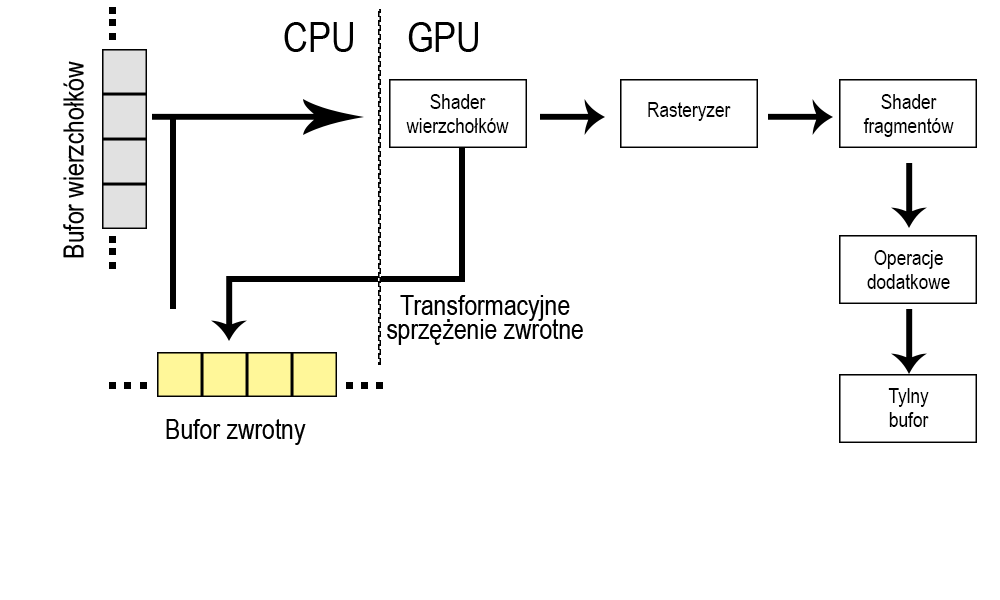 CPU
GPU
Bufor wierzchołków
Shader
wierzchołków
Rasteryzer
Shader
fragmentów
Operacje
dodatkowe
Transformacyjne
sprzężenie zwrotne
Tylny
bufor
Bufor zwrotny